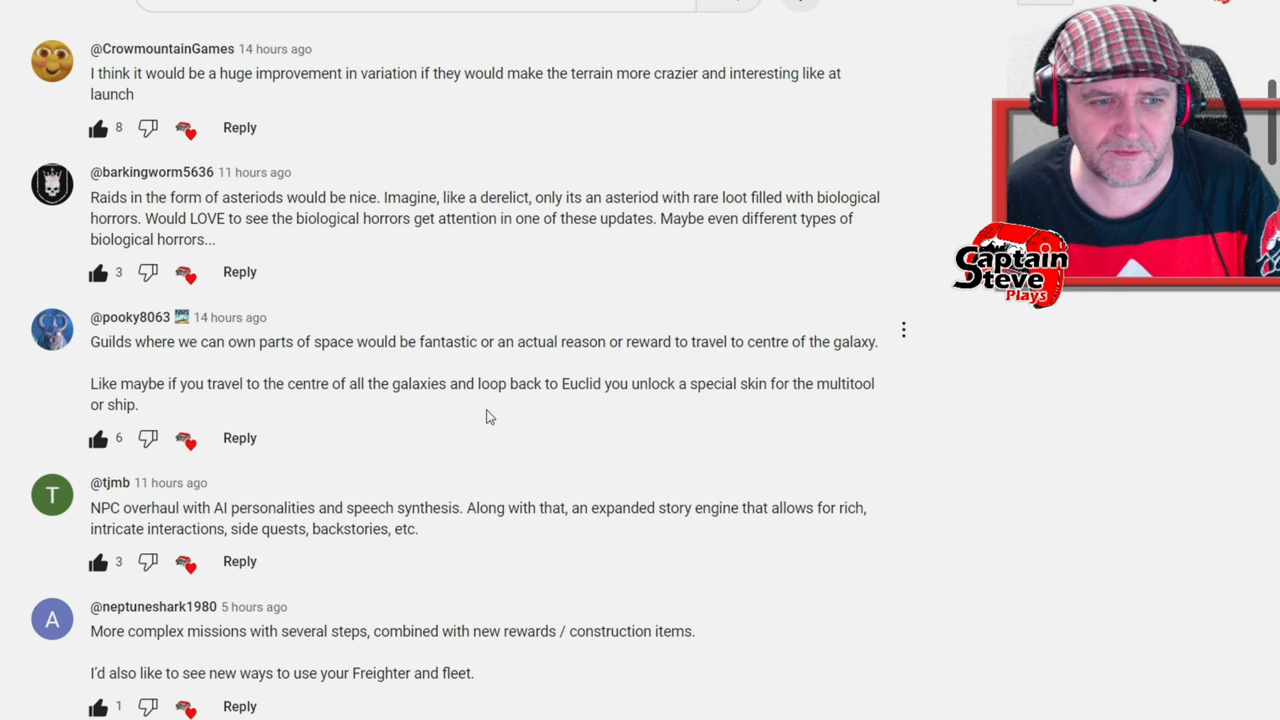 @CrowmountainGames 14 hours ago
I think it would be a huge improvement in variation if they would make the terrain more crazier and interesting like at
launch
8 Reply
@barkingworm5636 11 hours ago
Raids in the form of asteriods would be nice. Imagine, like a derelict, only its an asteriod with rare loot filled with biological
horrors. Would LOVE to see the biological horrors get attention in one of these updates. Maybe even different types of
biological horrors...
3 Reply
@pooky8063 14 hours ago
Guilds where we can own parts of space would be fantastic or an actual reason or reward to travel to centre of the galaxy.
Like maybe if you travel to the centre of all the galaxies and loop back to Euclid you unlock a special skin for the multitool
or ship.
6 Reply
T
@tjmb 11 hours ago
NPC overhaul with AI personalities and speech synthesis. Along with that, an expanded story engine that allows for rich,
intricate interactions, side quests, backstories, etc.
3 Reply
A
@neptuneshark1980 5 hours ago
More complex missions with several steps, combined with new rewards / construction items.
I'd also like to see new ways to use your Freighter and fleet.
1 Reply
Captain
Steve
Plays